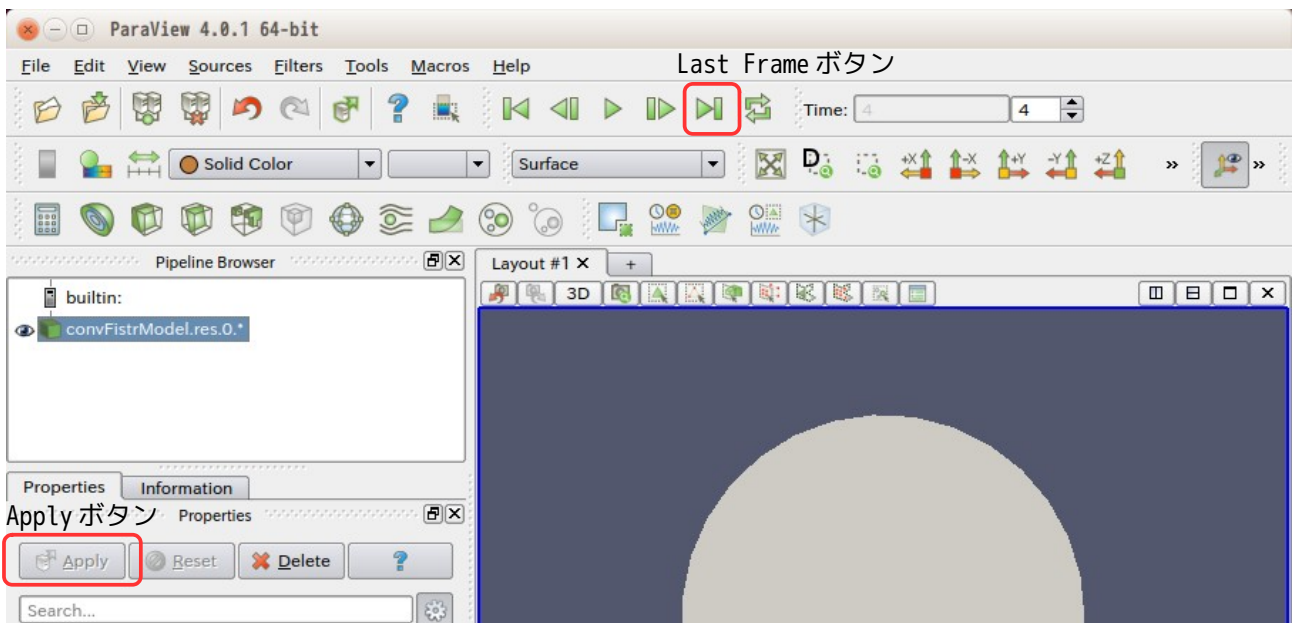 ParaView 4.0.1 64-bit
File Edit View Sources Filters Tools Macros Help
Last Frame ボタン
Time: 4 4
Solid Color Surface +X -X +Y -Y +Z » »
Pipeline Browser
Layout #1 +
builtin:
3D
convFistrModel.res.0.*
Properties Information
Apply ボタン Properties
Apply Reset Delete ?
Search...